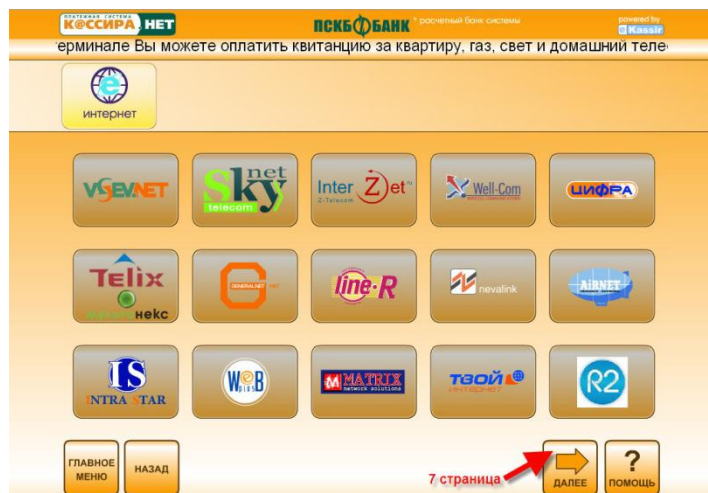 ПЛАТЕЖНАЯ СИСТЕМА
КАССИРА.НЕТ
ПСКБ БАНК
* расчетный банк системы
powered by
e Kassir
ерминале Вы можете оплатить квитанцию за квартиру, газ, свет и домашний теле
интернет
VSEV.NET
Sky net
telecom
Inter Zet
Z-Telecom
Well-Com
ЦИФРА
Telix
некс
GENERALNET
line-R
nevalink
AiRNET
IS
INTRA STAR
WeB
plus
M MATRIX
network solutions
ТВОЙ
ИНТЕРНЕТ
R2
ГЛАВНОЕ
МЕНЮ
НАЗАД
7 страница
ДАЛЕЕ
?
ПОМОЩЬ